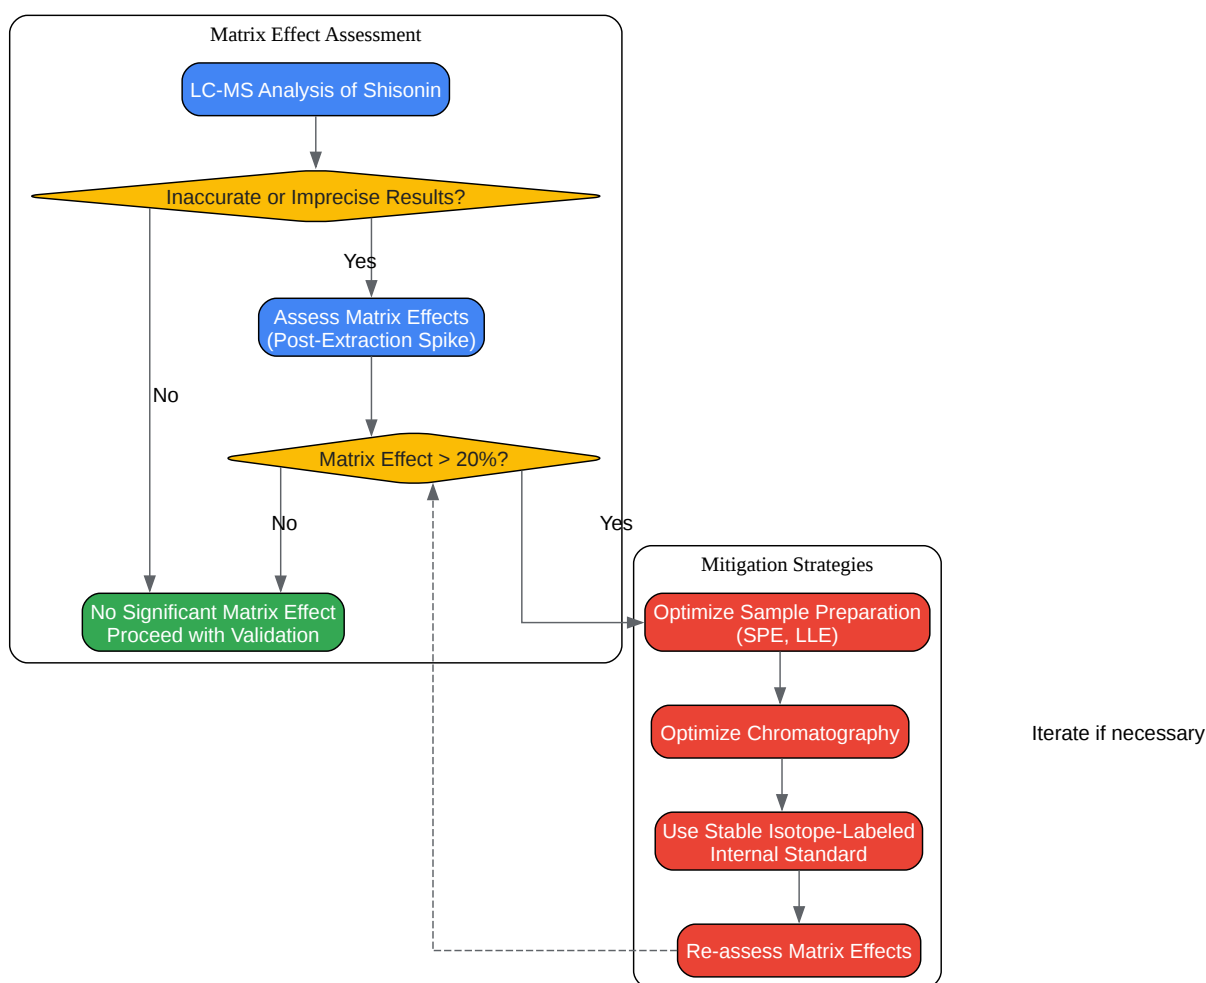 Matrix Effect Assessment
LC-MS Analysis of Shisonin
Inaccurate or Imprecise Results?
Yes
Assess Matrix Effects
(Post-Extraction Spike)
No
Matrix Effect > 20%?
No
Yes
No Significant Matrix Effect
Proceed with Validation
Mitigation Strategies
Optimize Sample Preparation
(SPE, LLE)
Optimize Chromatography
Iterate if necessary
Use Stable Isotope-Labeled
Internal Standard
Re-assess Matrix Effects